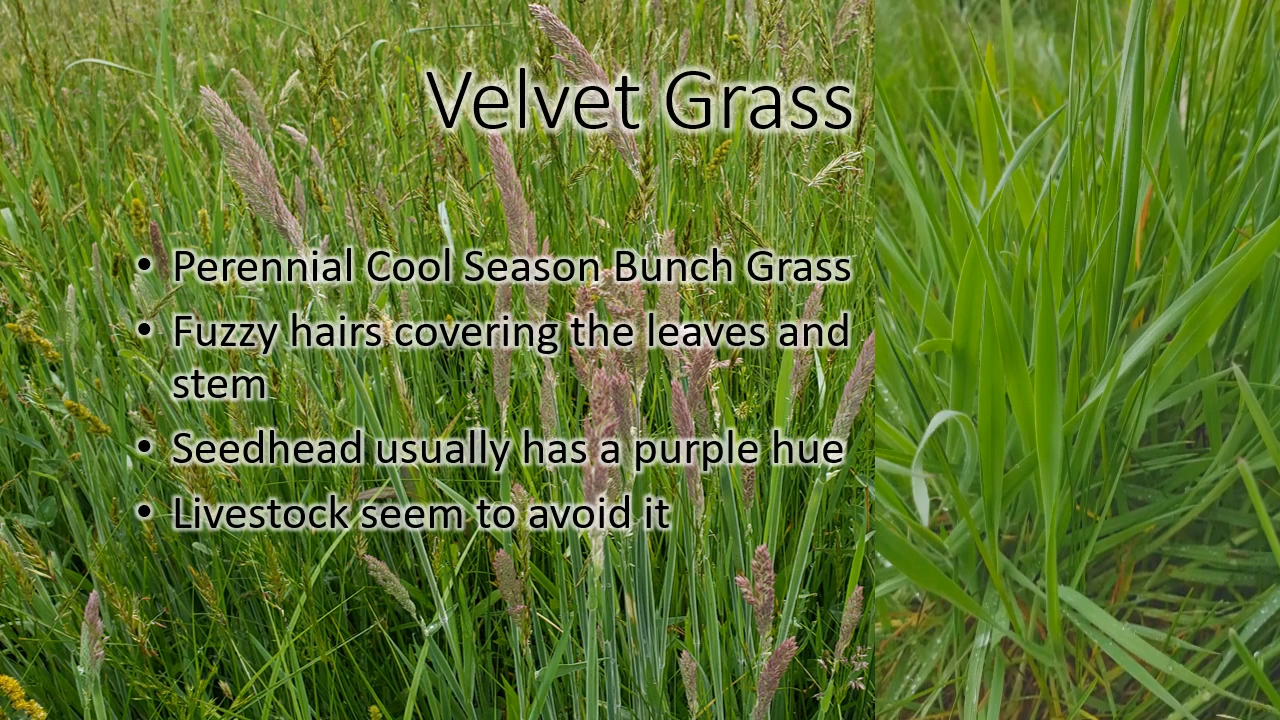 Velvet Grass
• Perennial Cool Season Bunch Grass
• Fuzzy hairs covering the leaves and
stem
• Seedhead usually has a purple hue
• Livestock seem to avoid it